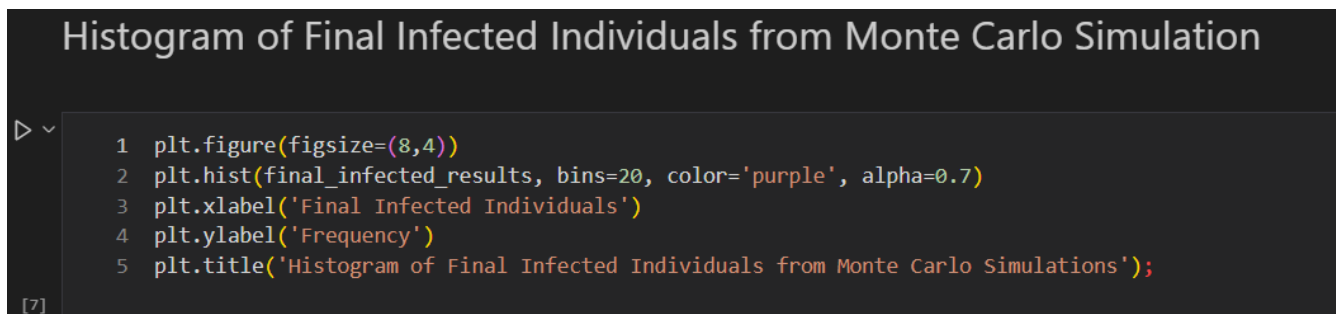 Histogram of Final Infected Individuals from Monte Carlo Simulation
1 plt.figure(figsize=(8,4))
2 plt.hist(final_infected_results, bins=20, color='purple', alpha=0.7)
3 plt.xlabel('Final Infected Individuals')
4 plt.ylabel('Frequency')
5 plt.title('Histogram of Final Infected Individuals from Monte Carlo Simulations');
[7]